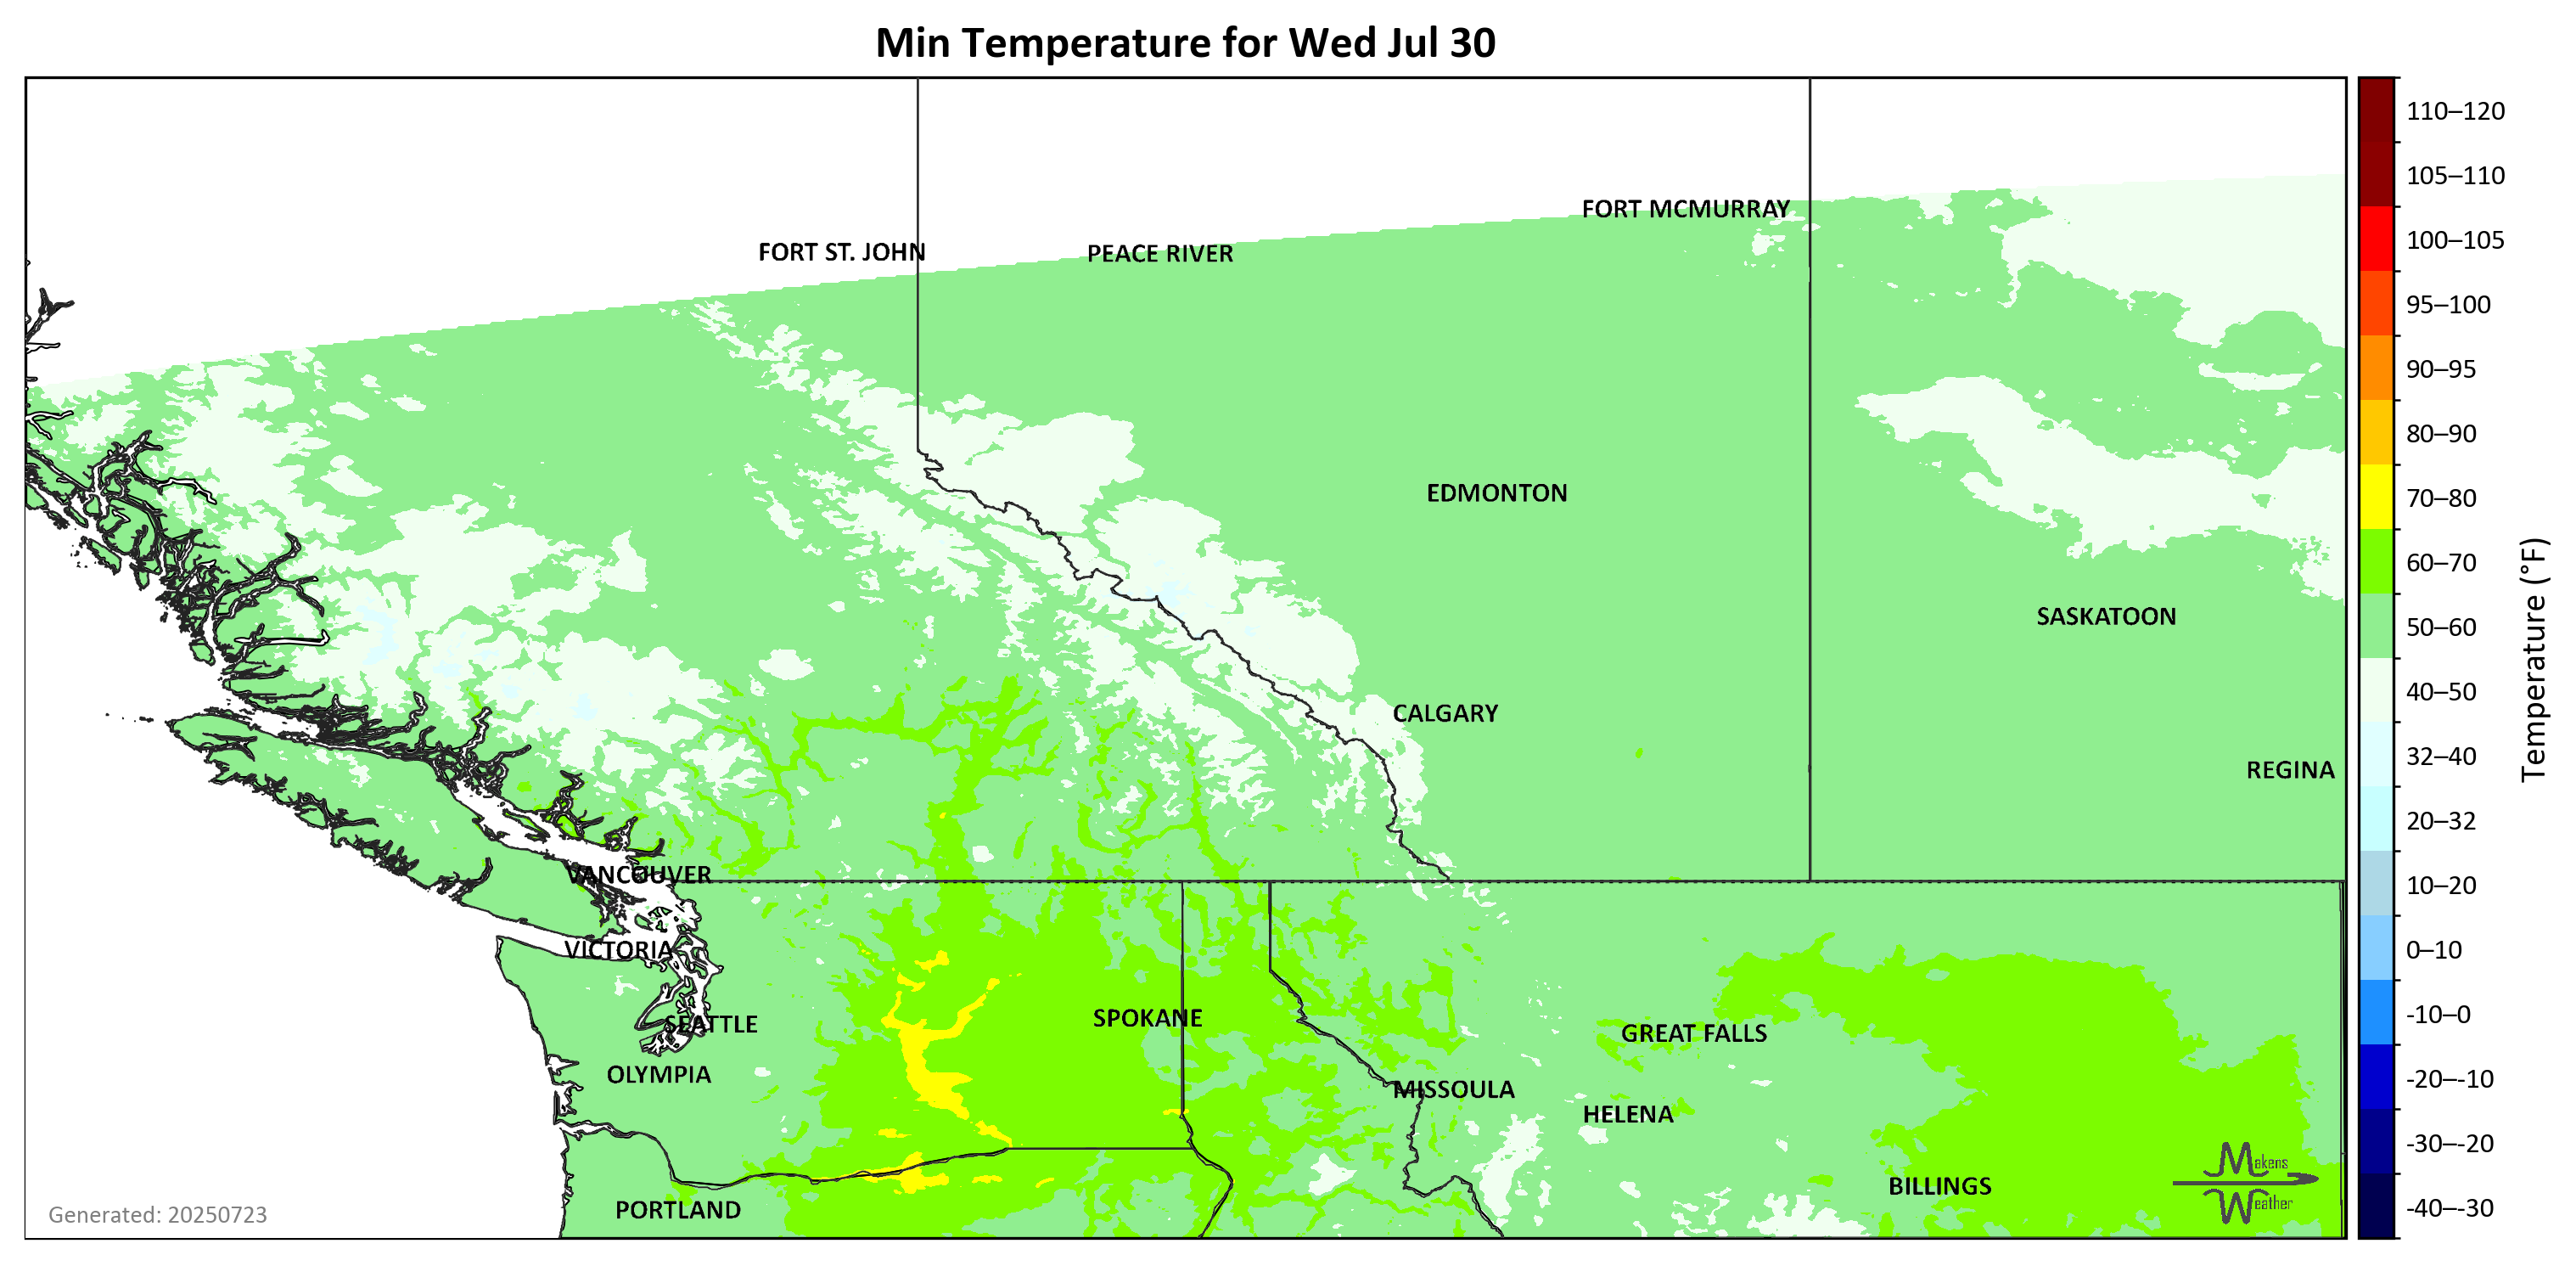 Min Temperature for Wed Jul 30
110–120
105–110
100–105
95–100
90–95
80–90
70–80
60–70
50–60
40–50
32–40
20–32
10–20
0–10
-10–0
-20–-10
-30–-20
-40–-30
Temperature (°F)
FORT MCMURRAY
FORT ST. JOHN
PEACE RIVER
EDMONTON
SASKATOON
CALGARY
REGINA
VANCOUVER
VICTORIA
SEATTLE
SPOKANE
GREAT FALLS
OLYMPIA
MISSOULA
HELENA
BILLINGS
PORTLAND
Makens
Weather
Generated: 20250723